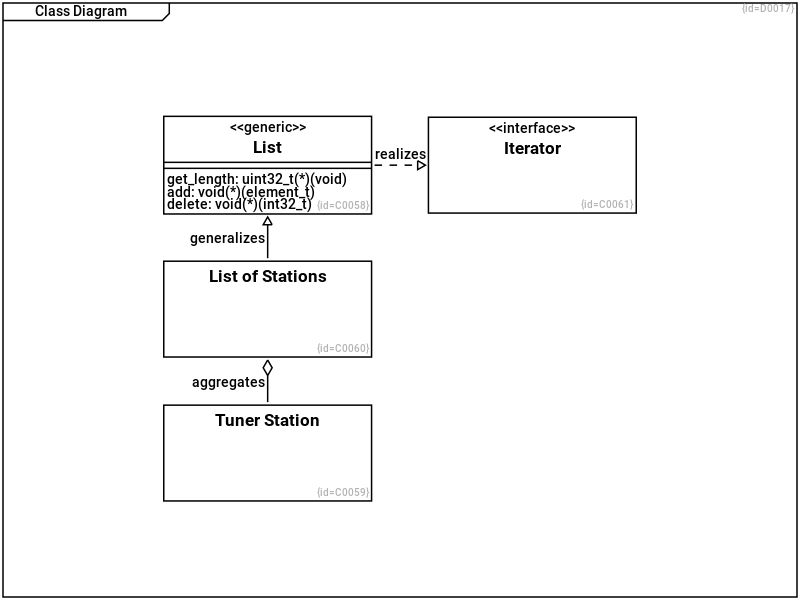 Class Diagram
{id=D0017}
<<generic>>
List
get_length: uint32_t(*)(void)
add: void(*)(element_t)
delete: void(*)(int32_t)
{id=C0058}
realizes
<<interface>>
Iterator
{id=C0061}
generalizes
List of Stations
{id=C0060}
aggregates
Tuner Station
{id=C0059}